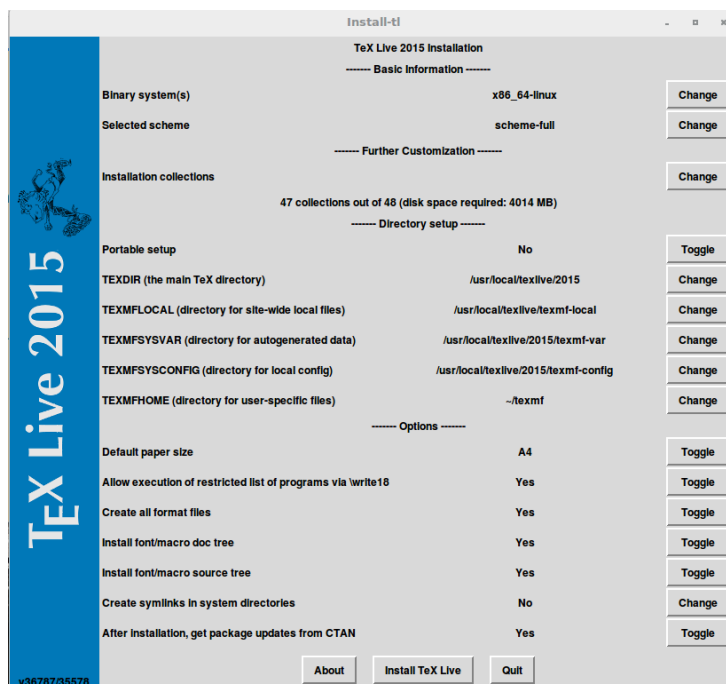 Install-tl
TeX Live 2015 Installation
------- Basic Information -------
Binary system(s) x86_64-linux Change
Selected scheme scheme-full Change
------- Further Customization -------
Installation collections Change
47 collections out of 48 (disk space required: 4014 MB)
------- Directory setup -------
Portable setup No Toggle
TEXDIR (the main TeX directory) /usr/local/texlive/2015 Change
TEXMFLOCAL (directory for site-wide local files) /usr/local/texlive/texmf-local Change
TEXMFSYSVAR (directory for autogenerated data) /usr/local/texlive/2015/texmf-var Change
TEXMFSYSCONFIG (directory for local config) /usr/local/texlive/2015/texmf-config Change
TEXMFHOME (directory for user-specific files) ~/texmf Change
------- Options -------
Default paper size A4 Toggle
Allow execution of restricted list of programs via \write18 Yes Toggle
Create all format files Yes Toggle
Install font/macro doc tree Yes Toggle
Install font/macro source tree Yes Toggle
Create symlinks in system directories No Change
After installation, get package updates from CTAN Yes Toggle
About Install TeX Live Quit
TEX Live 2015
v36787/35578